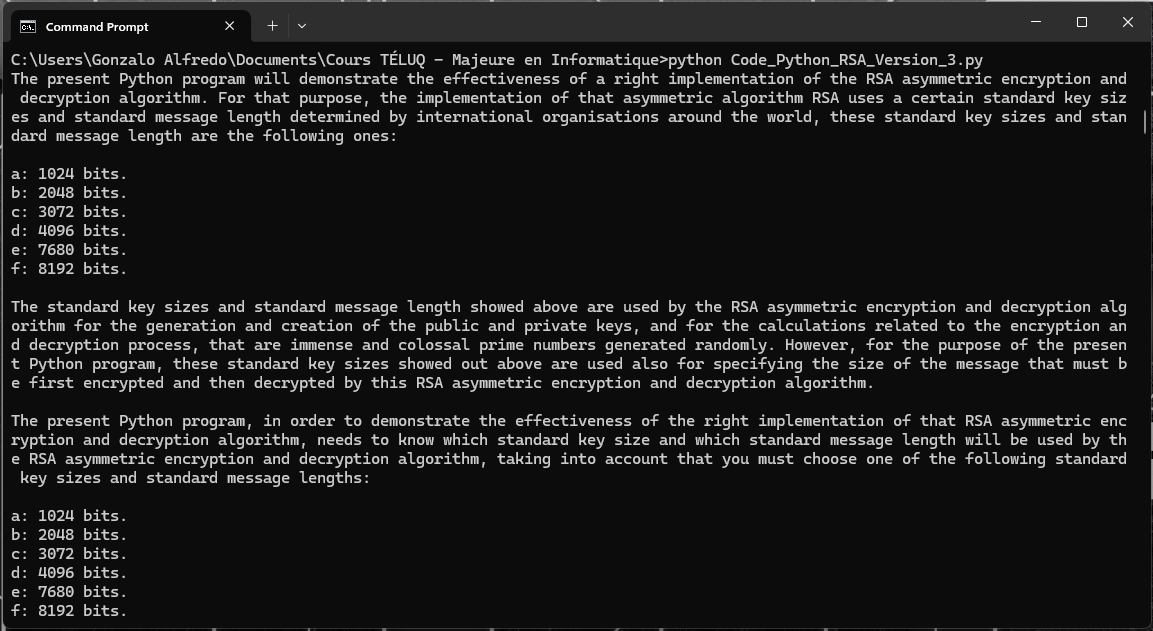 Command Prompt
C:\Users\Gonzalo Alfredo\Documents\Cours TÉLUQ - Majeure en Informatique>python Code_Python_RSA_Version_3.py
The present Python program will demonstrate the effectiveness of a right implementation of the RSA asymmetric encryption and
 decryption algorithm. For that purpose, the implementation of that asymmetric algorithm RSA uses a certain standard key siz
es and standard message length determined by international organisations around the world, these standard key sizes and stan
dard message length are the following ones:
a: 1024 bits.
b: 2048 bits.
c: 3072 bits.
d: 4096 bits.
e: 7680 bits.
f: 8192 bits.
The standard key sizes and standard message length showed above are used by the RSA asymmetric encryption and decryption alg
orithm for the generation and creation of the public and private keys, and for the calculations related to the encryption an
d decryption process, that are immense and colossal prime numbers generated randomly. However, for the purpose of the presen
t Python program, these standard key sizes showed out above are used also for specifying the size of the message that must b
e first encrypted and then decrypted by this RSA asymmetric encryption and decryption algorithm.
The present Python program, in order to demonstrate the effectiveness of the right implementation of that RSA asymmetric enc
ryption and decryption algorithm, needs to know which standard key size and which standard message length will be used by th
e RSA asymmetric encryption and decryption algorithm, taking into account that you must choose one of the following standard
 key sizes and standard message lengths:
a: 1024 bits.
b: 2048 bits.
c: 3072 bits.
d: 4096 bits.
e: 7680 bits.
f: 8192 bits.